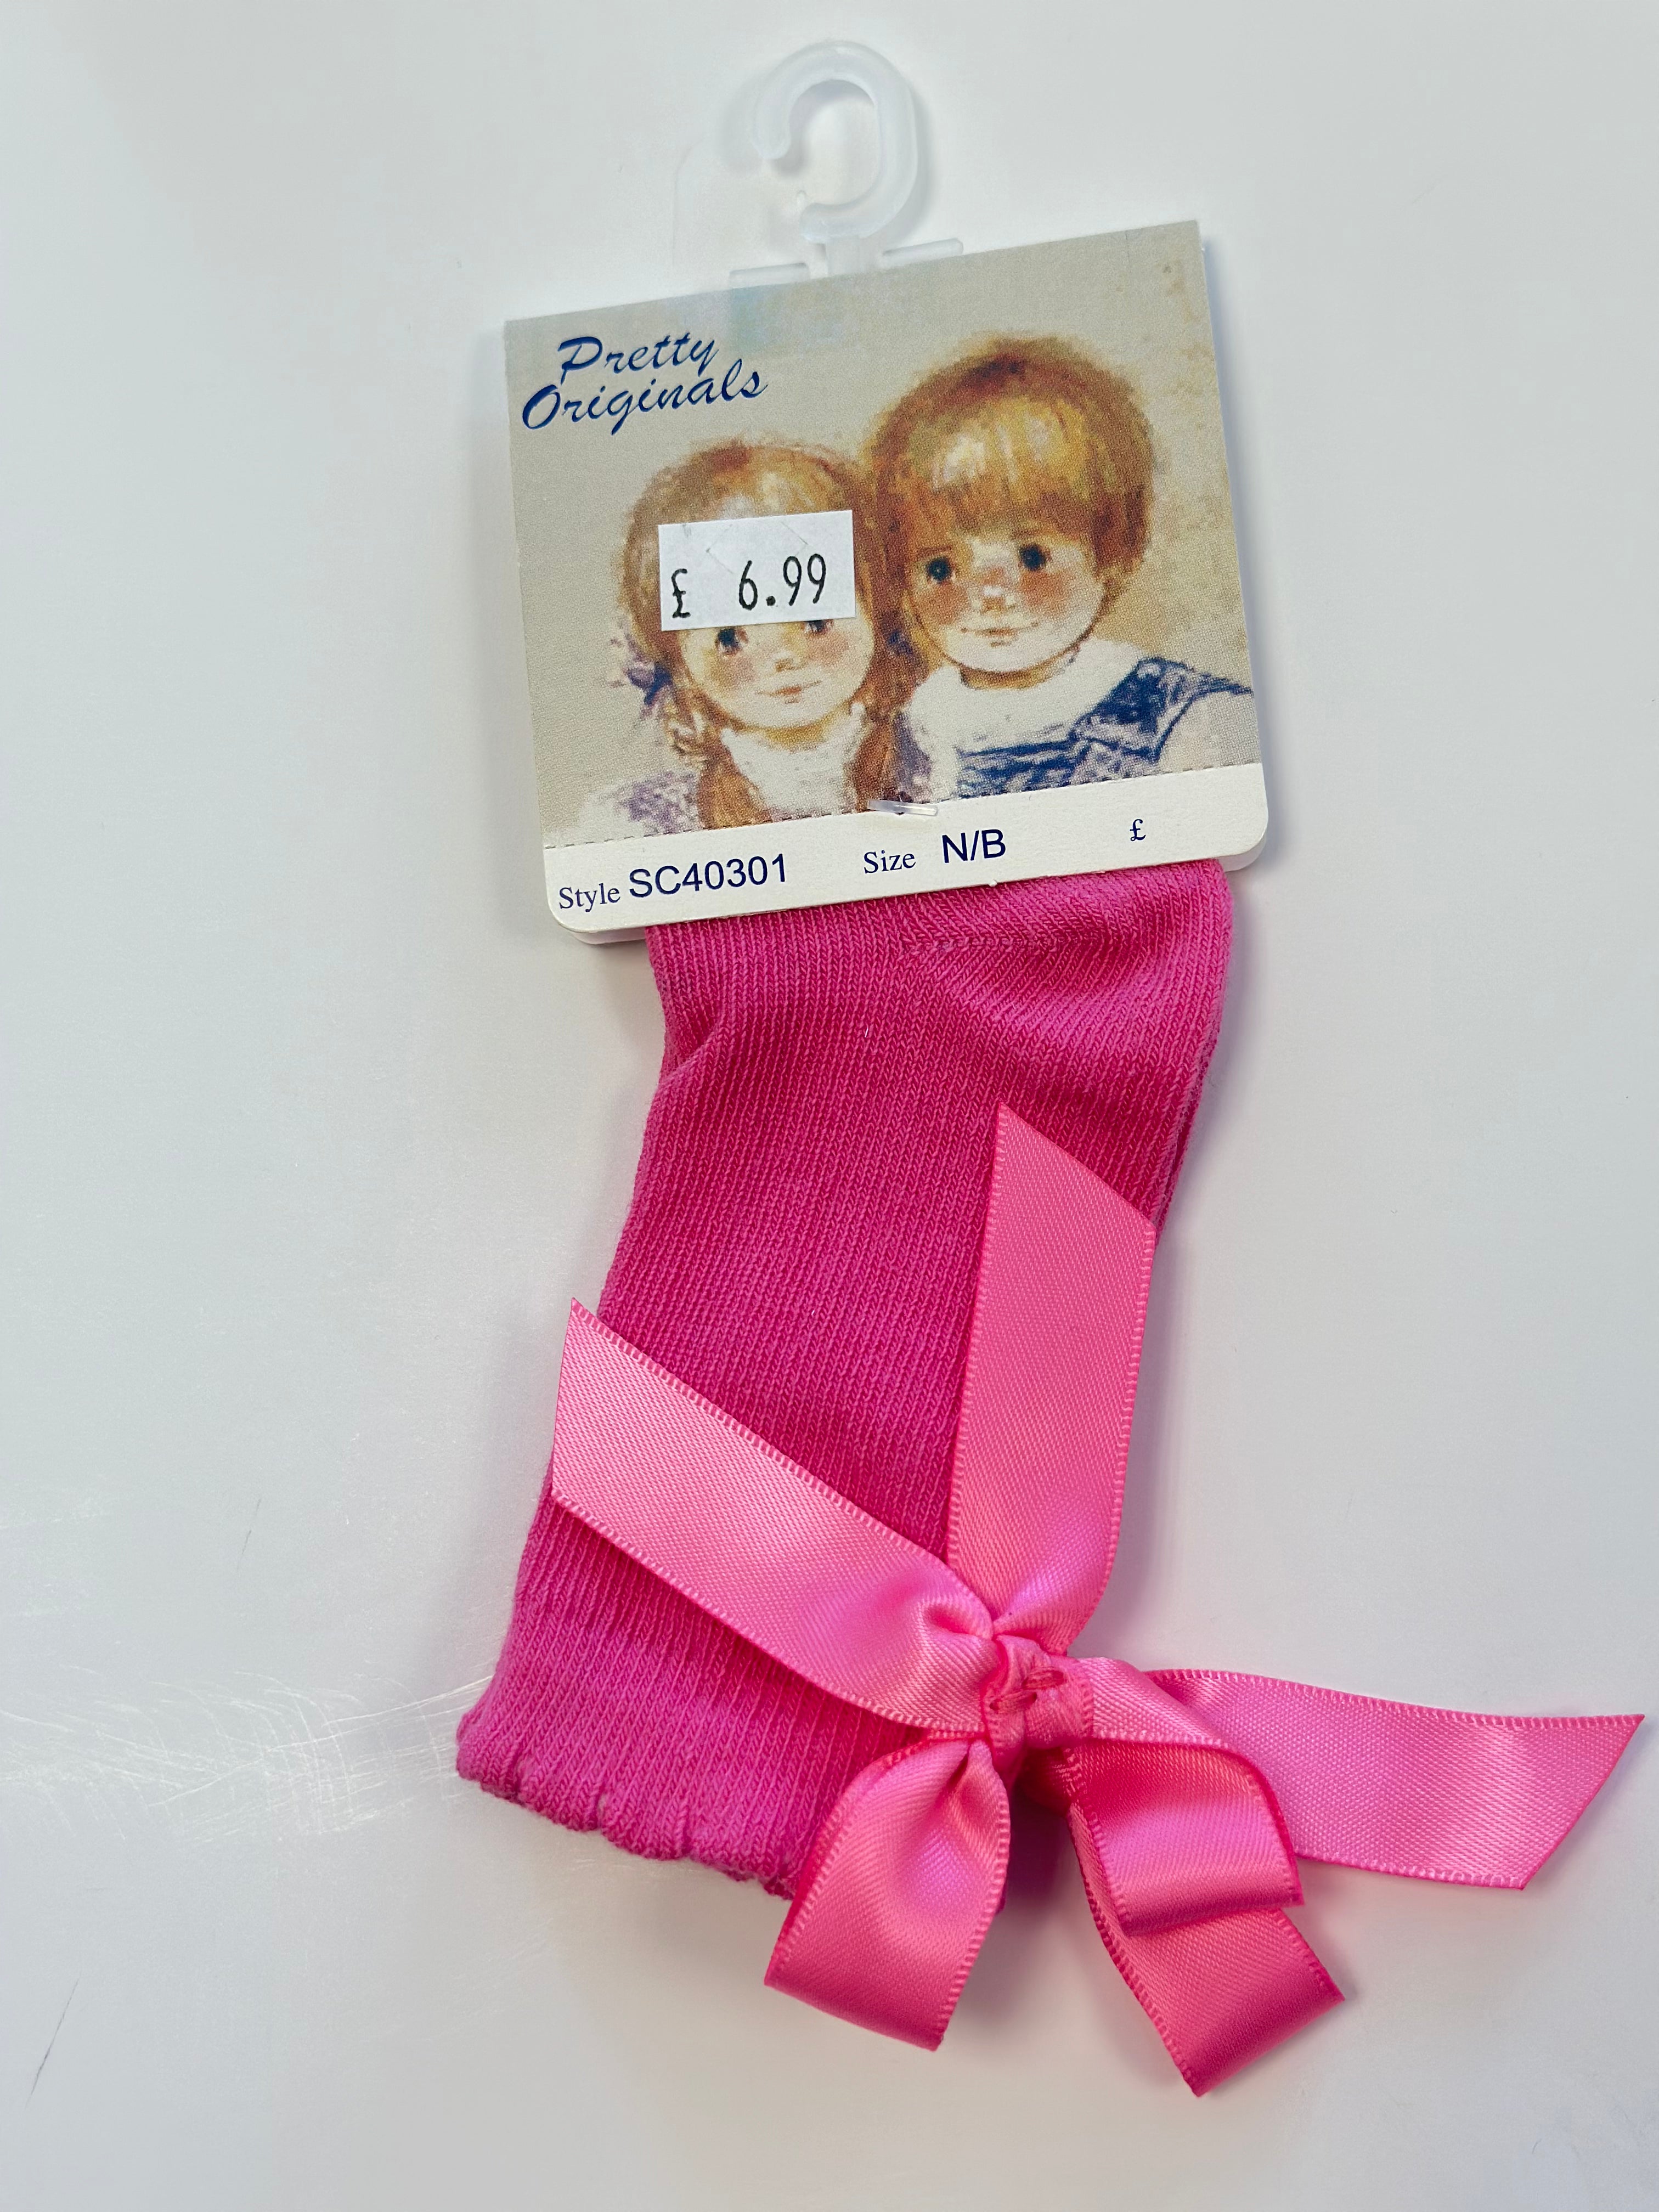 Pretty
Originals
£ 6.99
Style SC40301 Size N/B £